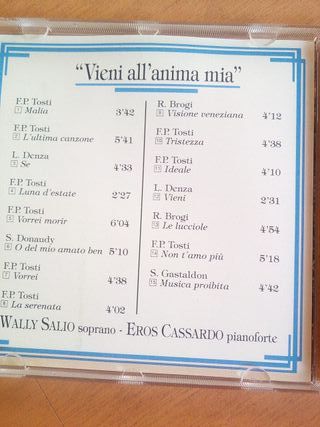 "Vieni all'anima mia"
F.P. Tosti
1 Malìa 3'42
F.P. Tosti
2 L'ultima canzone 5'41
L. Denza
3 Se 4'33
F.P. Tosti
4 Luna d'estate 2'27
F.P. Tosti
5 Vorrei morir 6'04
S. Donaudy
6 O del mio amato ben 5'10
F.P. Tosti
7 Vorrei 4'38
F.P. Tosti
8 La serenata 4'02
R. Brogi
9 Visione veneziana 4'12
F.P. Tosti
10 Tristezza 4'38
F.P. Tosti
11 Ideale 4'10
L. Denza
12 Vieni 2'31
R. Brogi
13 Le lucciole 4'54
F.P. Tosti
14 Non t'amo più 5'18
S. Gastaldon
15 Musica proibita 4'42
WALLY SALIO soprano - EROS CASSARDO pianoforte